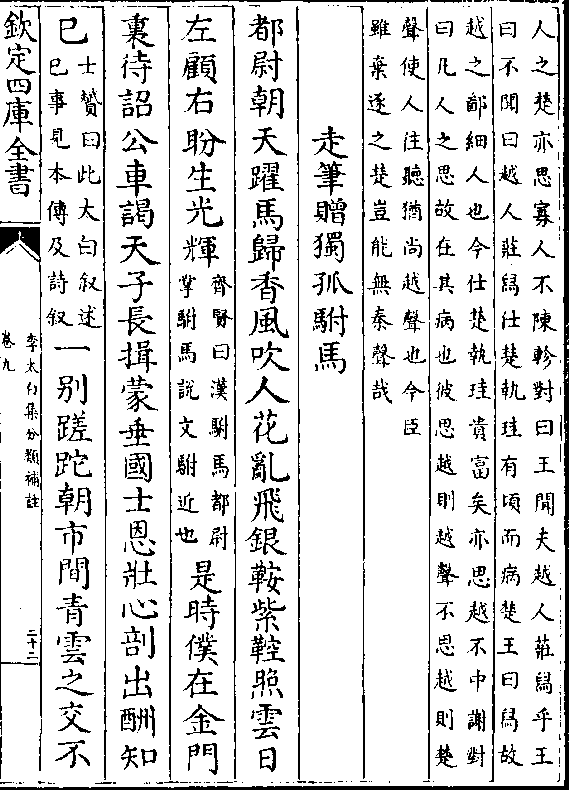 人之楚亦思寡人不陳軫對曰王聞夫越人莊舄乎王
曰不聞曰越人莊舄仕楚執珪有頃而病楚王曰舄故
越之鄙細人也今仕楚執珪貴富矣亦思越不中謝對
曰凡人之思故在其病也彼思越則越聲不思越則楚
聲使人往聽猶尚越聲也今臣
雖棄逐之楚豈能無秦聲哉
走筆贈獨孤駙馬
都尉朝天躍馬歸香風吹人花亂飛銀鞍紫鞚照雲日
左顧右盼生光輝
齊賢曰漢駙馬都尉
掌駙馬說文駙近也
是時僕在金門
裏待詔公車謁天子長揖蒙垂國士恩壯心剖出酬知
己
士贇曰此太白叙述
己事見本傳及詩叙
一别蹉跎朝市間青雲之交不
欽定四庫全書
李太白集分類補註
卷九
二十二